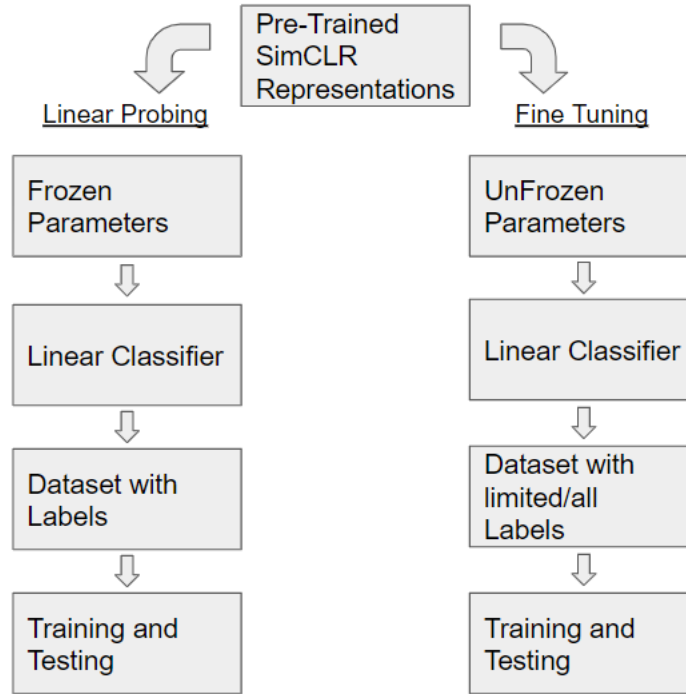 Pre-Trained
SimCLR
Representations
Linear Probing
Frozen
Parameters
Linear Classifier
Dataset with
Labels
Training and
Testing
Fine Tuning
UnFrozen
Parameters
Linear Classifier
Dataset with
limited/all
Labels
Training and
Testing